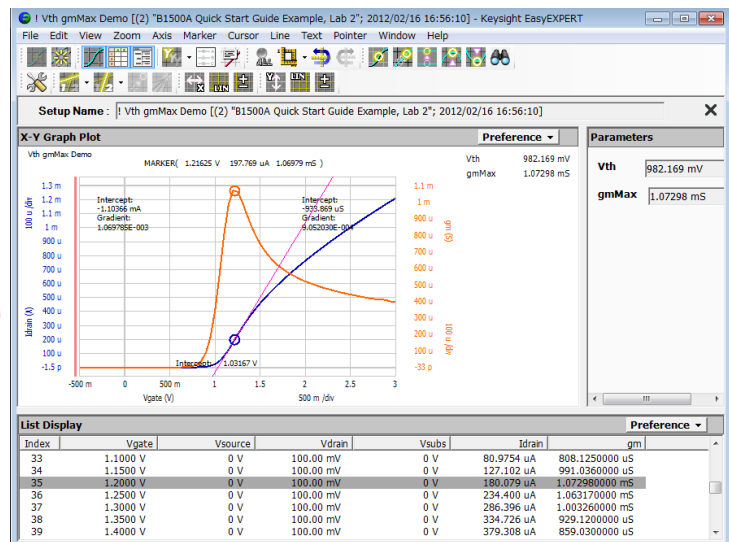 ! Vth gmMax Demo [(2) "B1500A Quick Start Guide Example, Lab 2"; 2012/02/16 16:56:10] - Keysight EasyEXPERT
File Edit View Zoom Axis Marker Cursor Line Text Pointer Window Help
Setup Name : ! Vth gmMax Demo [(2) "B1500A Quick Start Guide Example, Lab 2"; 2012/02/16 16:56:10]
X-Y Graph Plot Preference
Parameters
Vth gmMax Demo
MARKER( 1.21625 V 197.769 uA 1.06979 mS )
Vth 982.169 mV
gmMax 1.07298 mS
Vth 982.169 mV
gmMax 1.07298 mS
Intercept:
-1.10366 mA
Gradient:
1.069785E-003
Intercept:
-933.869 uS
Gradient:
9.052030E-004
Intercept: 1.03167 V
100 u /div
Idrain (A)
1.3 m
1.2 m
1.1 m
1 m
900 u
800 u
700 u
600 u
500 u
400 u
300 u
200 u
100 u
-1.5 p
1.1 m
1 m
900 u
800 u
700 u
600 u
500 u
400 u
300 u
200 u
100 u
-33 p
gm (S)
100 u /div
-500 m 0 500 m 1 1.5 2 2.5 3
Vgate (V) 500 m /div
List Display Preference
Index Vgate Vsource Vdrain Vsubs Idrain gm
33 1.1000 V 0 V 100.00 mV 0 V 80.9754 uA 808.1250000 uS
34 1.1500 V 0 V 100.00 mV 0 V 127.102 uA 991.0360000 uS
35 1.2000 V 0 V 100.00 mV 0 V 180.079 uA 1.072980000 mS
36 1.2500 V 0 V 100.00 mV 0 V 234.400 uA 1.063170000 mS
37 1.3000 V 0 V 100.00 mV 0 V 286.396 uA 1.003260000 mS
38 1.3500 V 0 V 100.00 mV 0 V 334.726 uA 929.1200000 uS
39 1.4000 V 0 V 100.00 mV 0 V 379.308 uA 859.0300000 uS